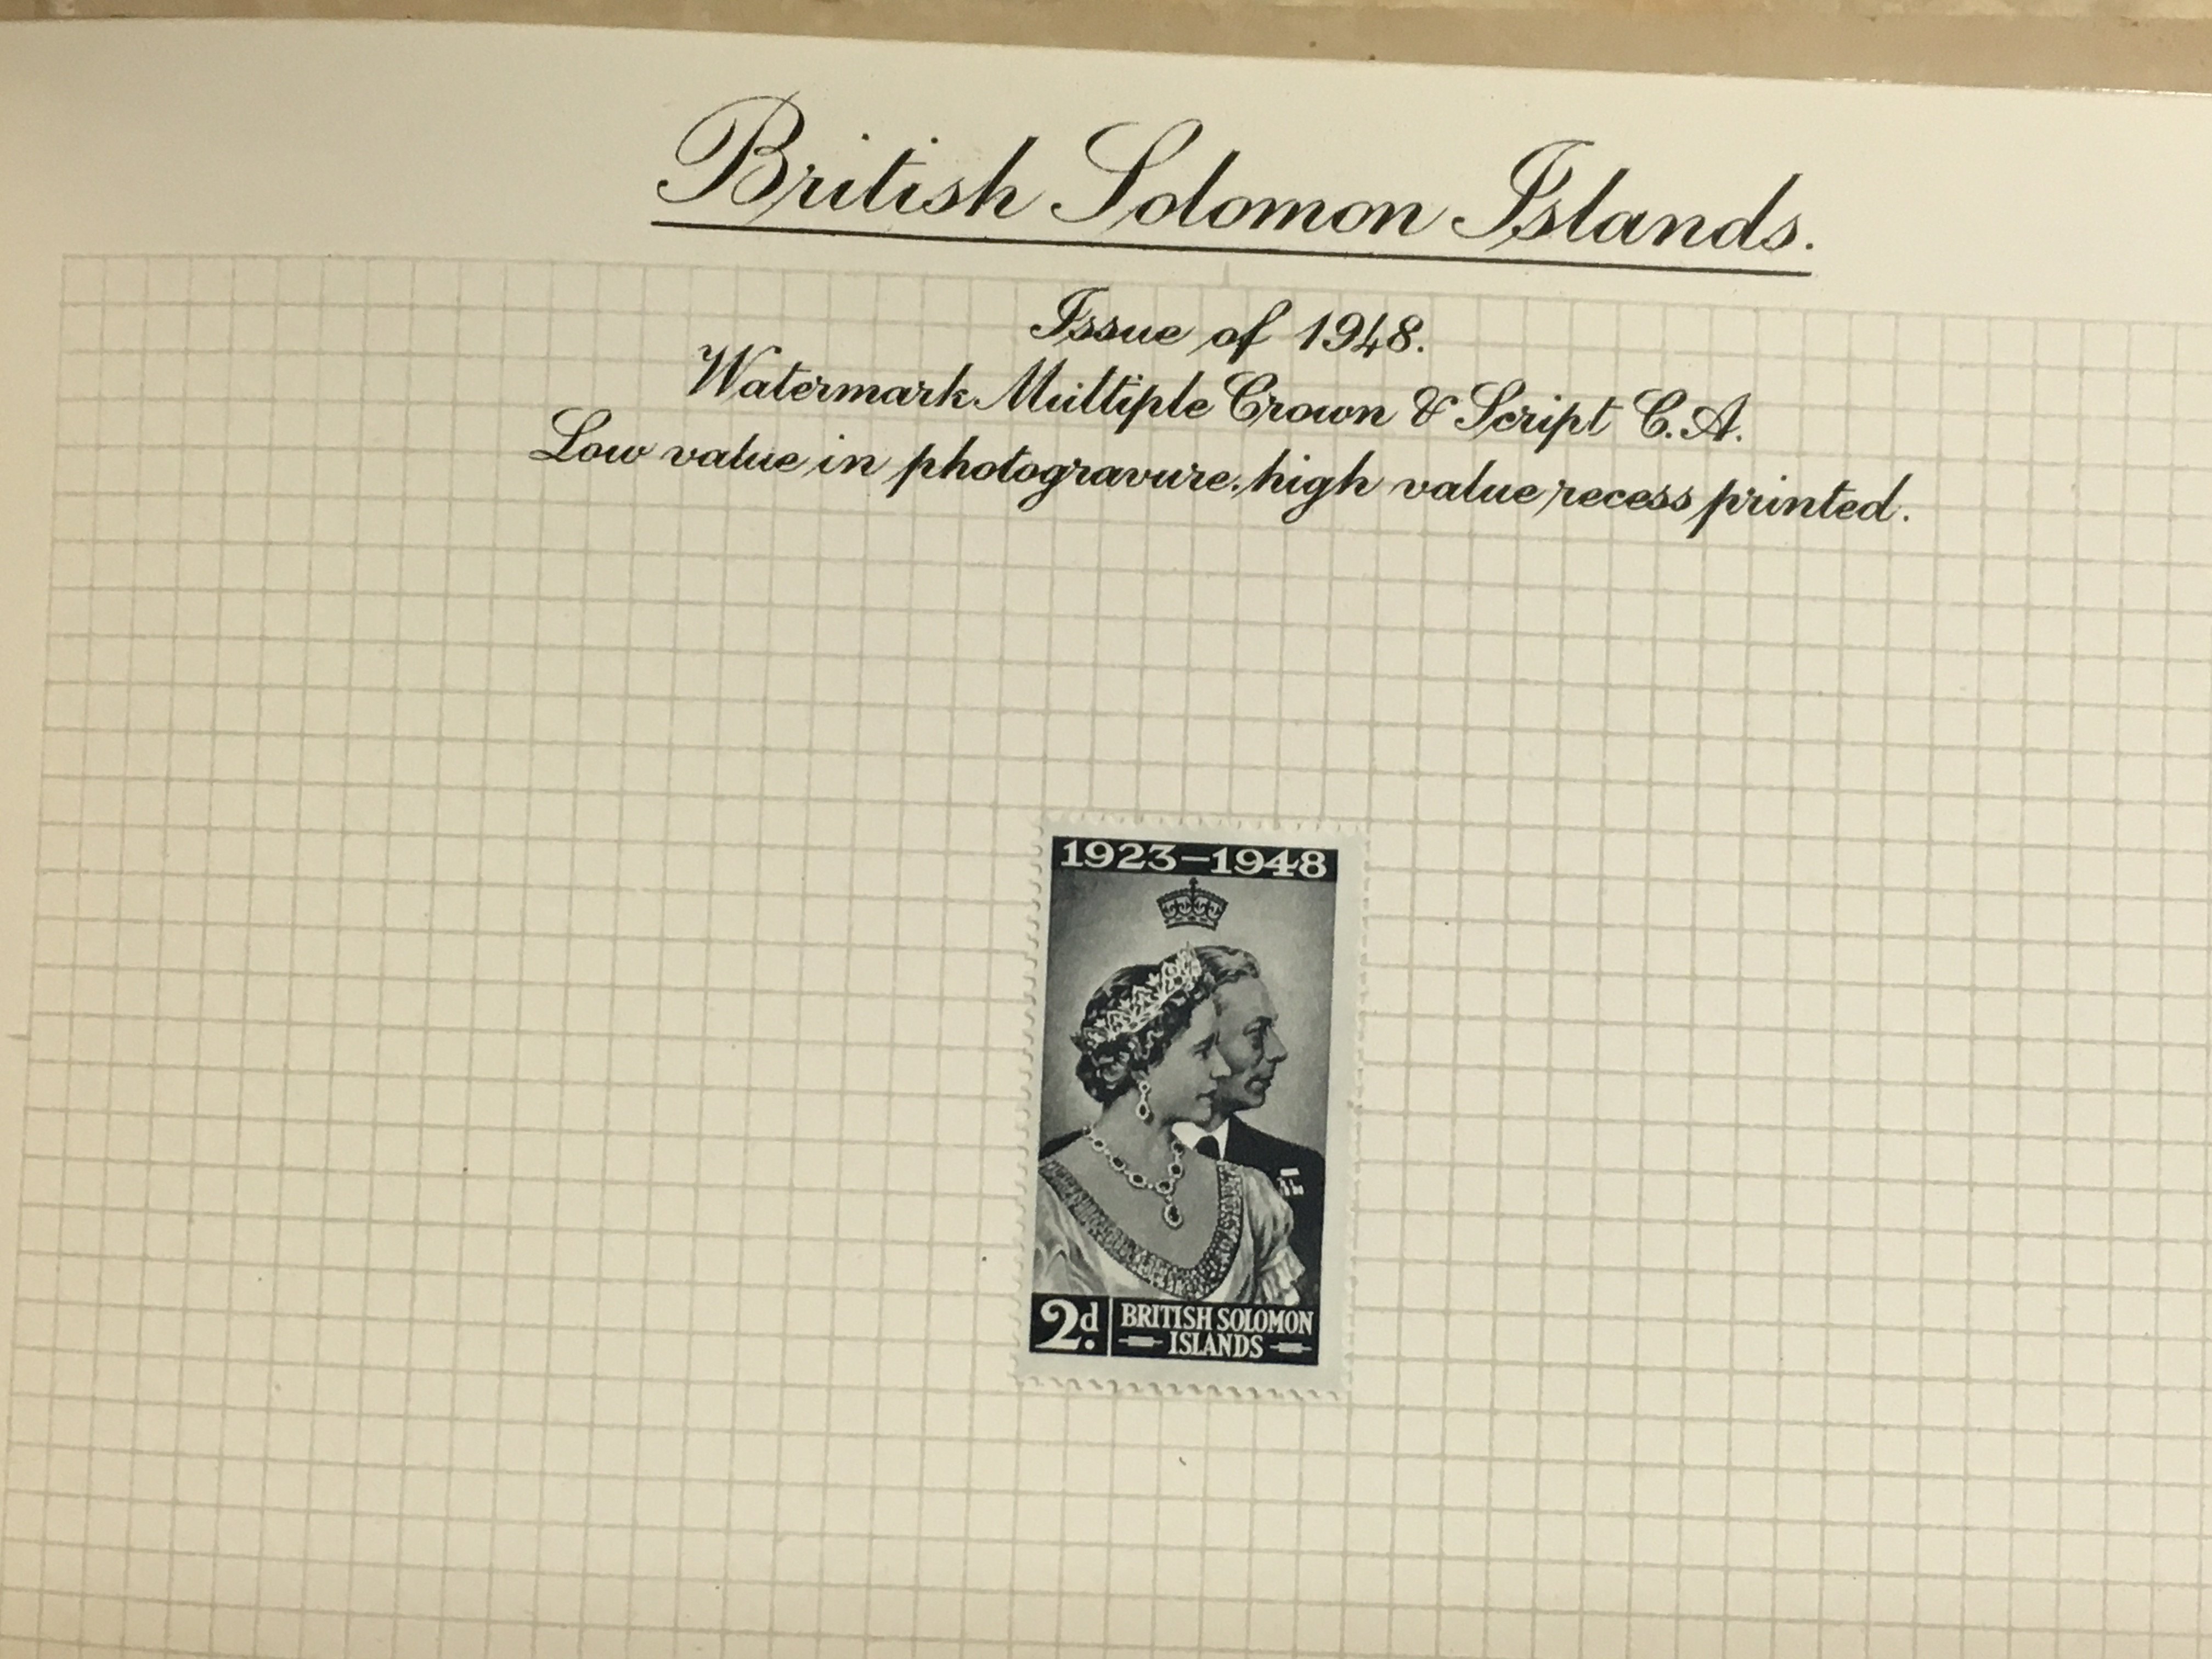 British Solomon Islands.
Issue of 1948.
Watermark Multiple Crown & Script C.A.
Low value in photogravure. high value recess printed.
1923–1948
2d.
BRITISH SOLOMON
ISLANDS